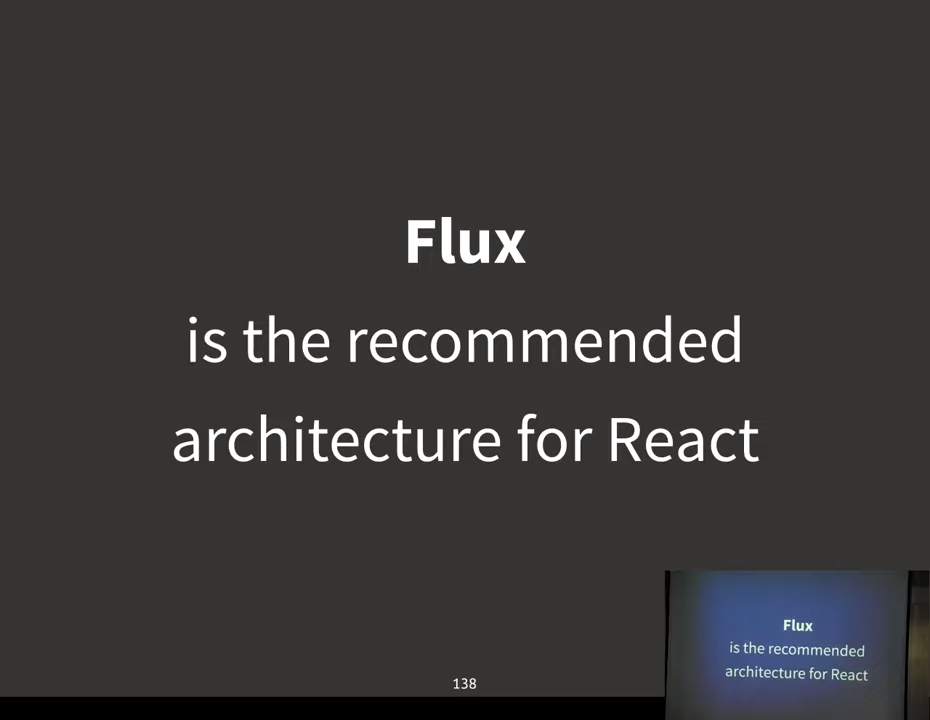 Flux
is the recommended
architecture for React
138
Flux
is the recommended
architecture for React